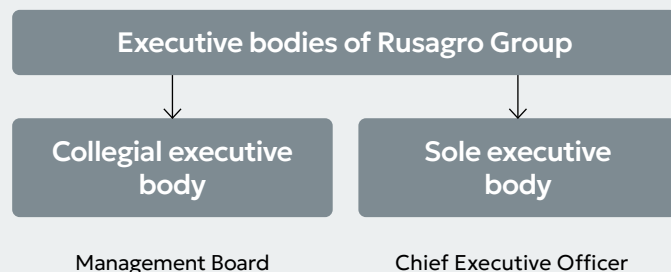 Executive bodies of Rusagro Group
Collegial executive
body
Sole executive
body
Management Board
Chief Executive Officer